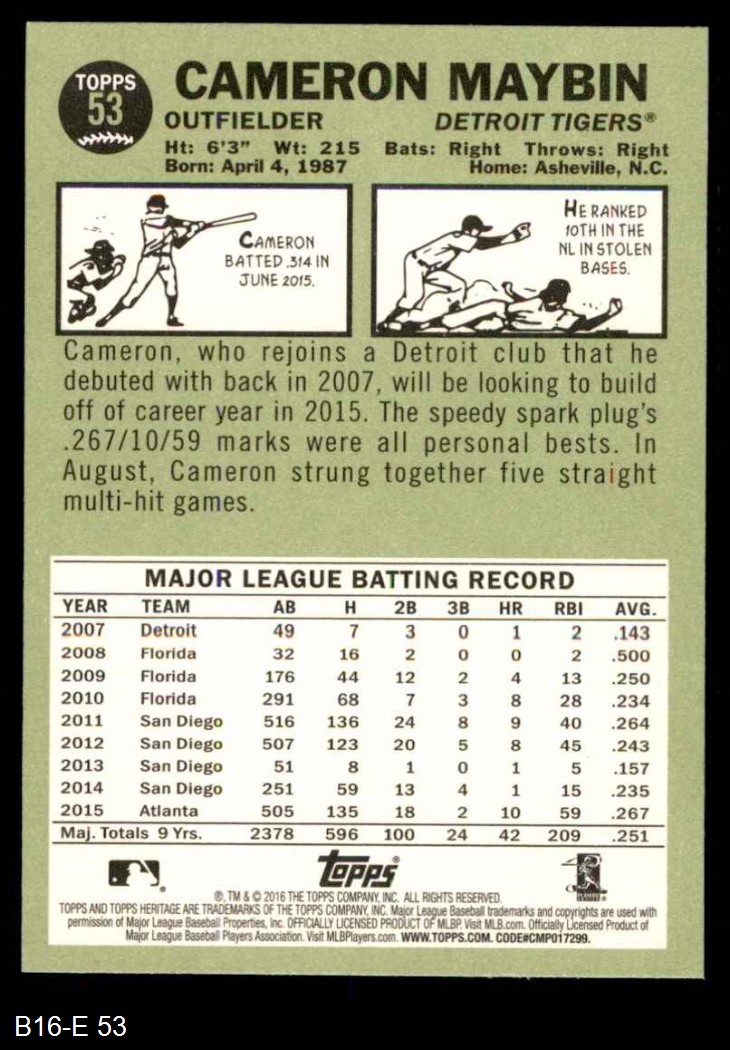 TOPPS
53
CAMERON MAYBIN
OUTFIELDER DETROIT TIGERS®
Ht: 6'3" Wt: 215 Bats: Right Throws: Right
Born: April 4, 1987 Home: Asheville, N.C.
CAMERON
BATTED .314 IN
JUNE 2015.
HE RANKED
10TH IN THE
NL IN STOLEN
BASES.
Cameron, who rejoins a Detroit club that he
debuted with back in 2007, will be looking to build
off of career year in 2015. The speedy spark plug's
.267/10/59 marks were all personal bests. In
August, Cameron strung together five straight
multi-hit games.
MAJOR LEAGUE BATTING RECORD
YEAR TEAM AB H 2B 3B HR RBI AVG.
2007 Detroit 49 7 3 0 1 2 .143
2008 Florida 32 16 2 0 0 2 .500
2009 Florida 176 44 12 2 4 13 .250
2010 Florida 291 68 7 3 8 28 .234
2011 San Diego 516 136 24 8 9 40 .264
2012 San Diego 507 123 20 5 8 45 .243
2013 San Diego 51 8 1 0 1 5 .157
2014 San Diego 251 59 13 4 1 15 .235
2015 Atlanta 505 135 18 2 10 59 .267
Maj. Totals 9 Yrs. 2378 596 100 24 42 209 .251
Topps®
®, TM & © 2016 THE TOPPS COMPANY, INC. ALL RIGHTS RESERVED.
TOPPS AND TOPPS HERITAGE ARE TRADEMARKS OF THE TOPPS COMPANY, INC. Major League Baseball trademarks and copyrights are used with
permission of Major League Baseball Properties, Inc. OFFICIALLY LICENSED PRODUCT OF MLBP. Visit MLB.com. Officially Licensed Product of
Major League Baseball Players Association. Visit MLBPlayers.com. WWW.TOPPS.COM. CODE#CMP017299.
B16-E 53